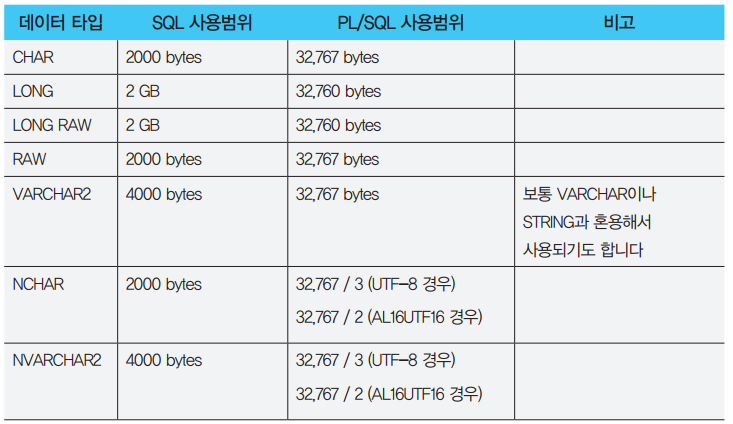 데이터 타입 SQL 사용범위 PL/SQL 사용범위 비고
CHAR 2000 bytes 32,767 bytes
LONG 2 GB 32,760 bytes
LONG RAW 2 GB 32,760 bytes
RAW 2000 bytes 32,767 bytes
VARCHAR2 4000 bytes 32,767 bytes 보통 VARCHAR이나
STRING과 혼용해서
사용되기도 합니다
NCHAR 2000 bytes 32,767 / 3 (UTF-8 경우)
32,767 / 2 (AL16UTF16 경우)
NVARCHAR2 4000 bytes 32,767 / 3 (UTF-8 경우)
32,767 / 2 (AL16UTF16 경우)